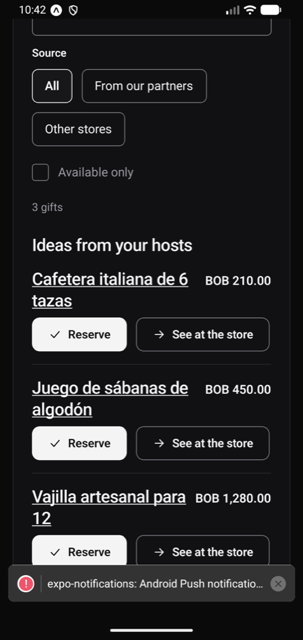 10:42
Source
All
From our partners
Other stores
Available only
3 gifts
Ideas from your hosts
Cafetera italiana de 6
tazas
BOB 210.00
Reserve
See at the store
Juego de sábanas de
algodón
BOB 450.00
Reserve
See at the store
Vajilla artesanal para
12
BOB 1,280.00
Reserve
See at the store
expo-notifications: Android Push notificatio...